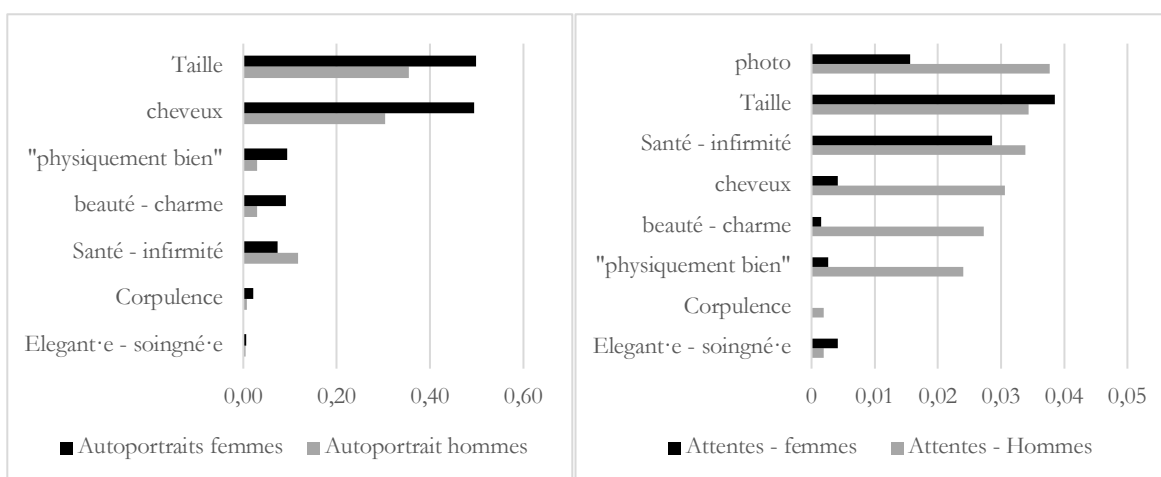 Taille
cheveux
"physiquement bien"
beauté - charme
Santé - infirmité
Corpulence
Elegant·e - soingné·e
0,00 0,20 0,40 0,60
Autoportraits femmes Autoportrait hommes
photo
Taille
Santé - infirmité
cheveux
beauté - charme
"physiquement bien"
Corpulence
Elegant·e - soingné·e
0 0,01 0,02 0,03 0,04 0,05
Attentes - femmes Attentes - Hommes